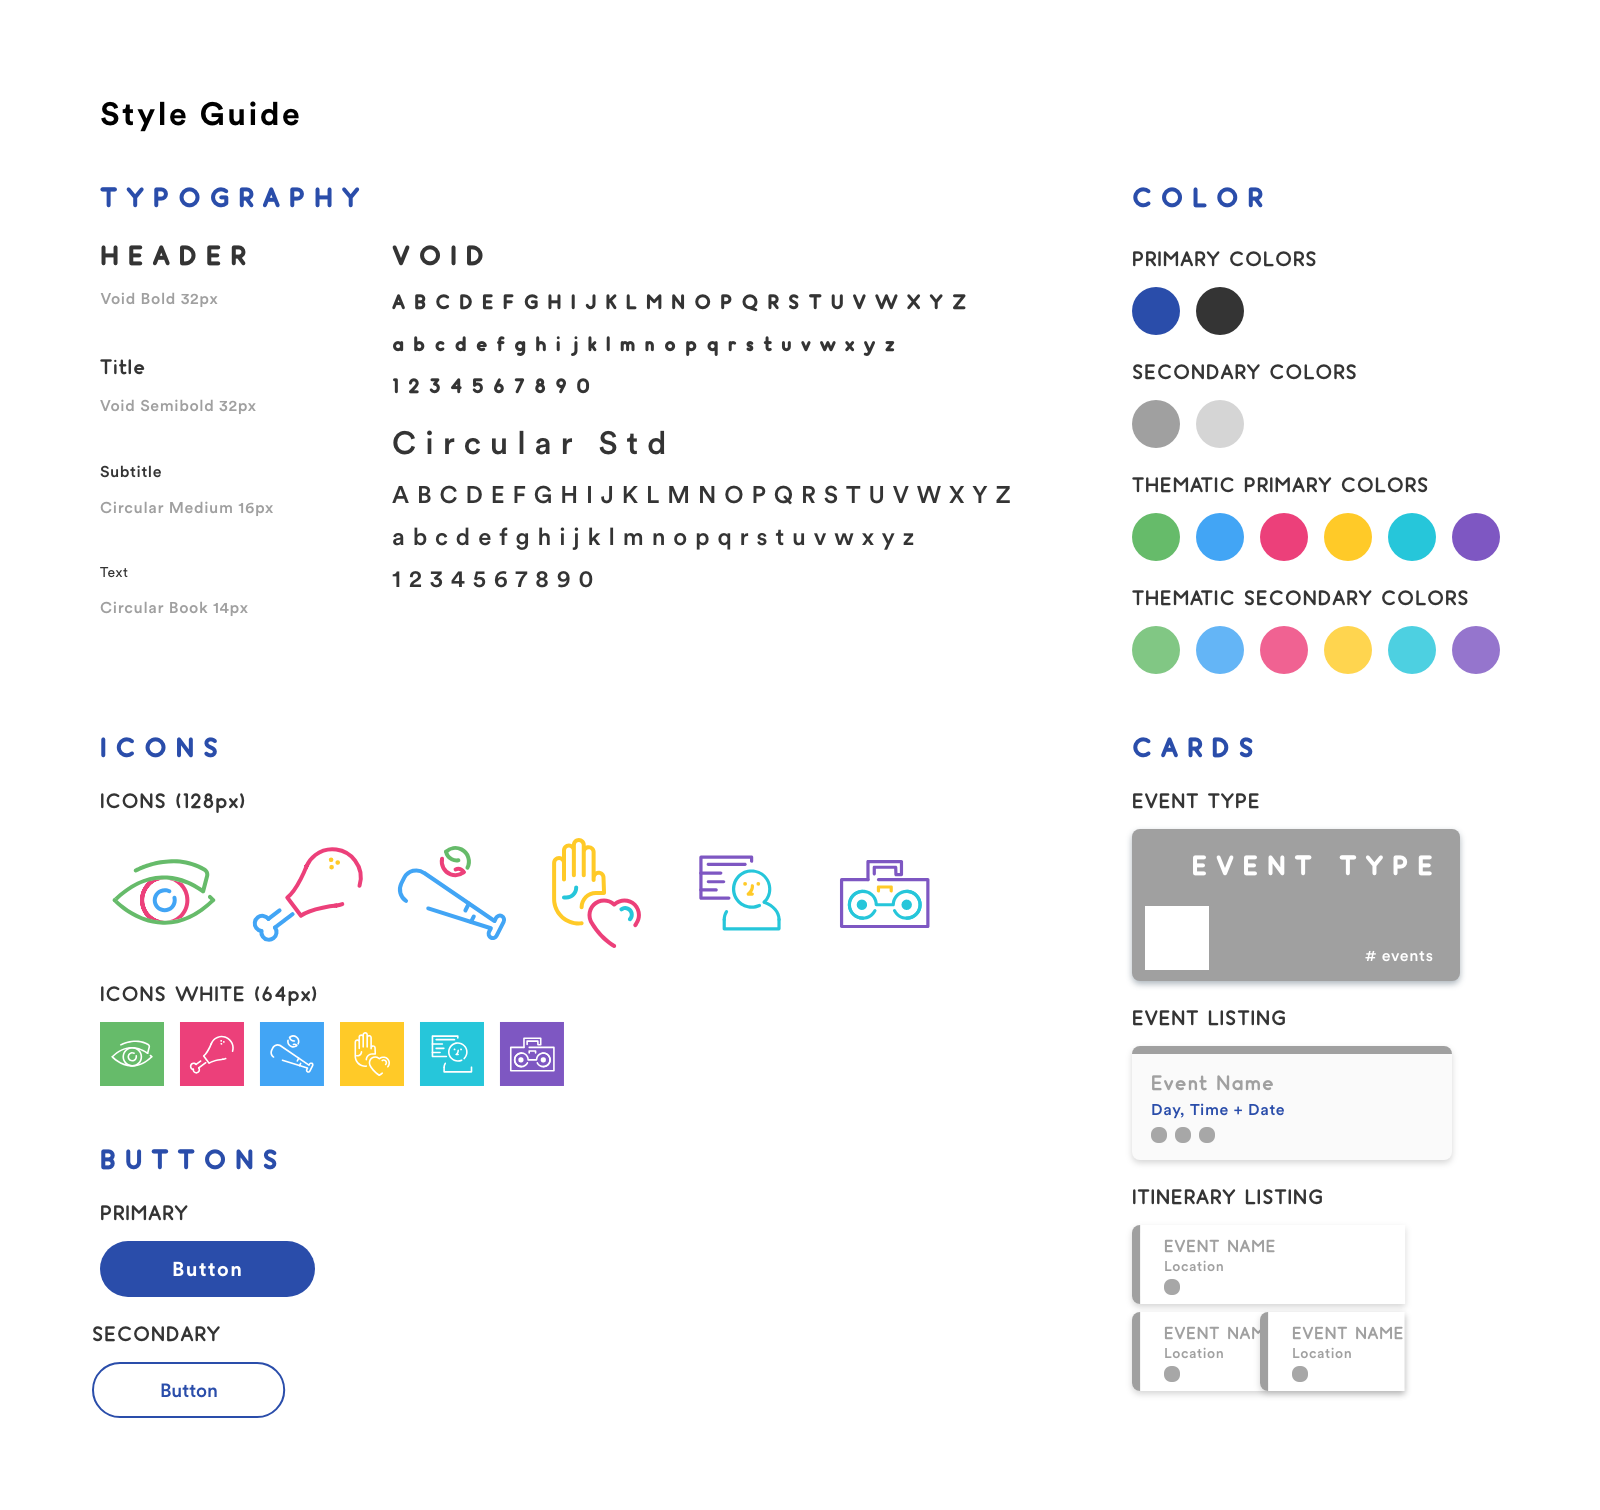 Style Guide
TYPOGRAPHY
HEADER
Void Bold 32px
Title
Void Semibold 32px
Subtitle
Circular Medium 16px
Text
Circular Book 14px
VOID
A B C D E F G H I J K L M N O P Q R S T U V W X Y Z
a b c d e f g h i j k l m n o p q r s t u v w x y z
1 2 3 4 5 6 7 8 9 0
Circular Std
A B C D E F G H I J K L M N O P Q R S T U V W X Y Z
a b c d e f g h i j k l m n o p q r s t u v w x y z
1 2 3 4 5 6 7 8 9 0
COLOR
PRIMARY COLORS
SECONDARY COLORS
THEMATIC PRIMARY COLORS
THEMATIC SECONDARY COLORS
ICONS
ICONS (128px)
ICONS WHITE (64px)
BUTTONS
PRIMARY
Button
SECONDARY
Button
CARDS
EVENT TYPE
EVENT TYPE
# events
EVENT LISTING
Event Name
Day, Time + Date
ITINERARY LISTING
EVENT NAME
Location
EVENT NAM
Location
EVENT NAME
Location